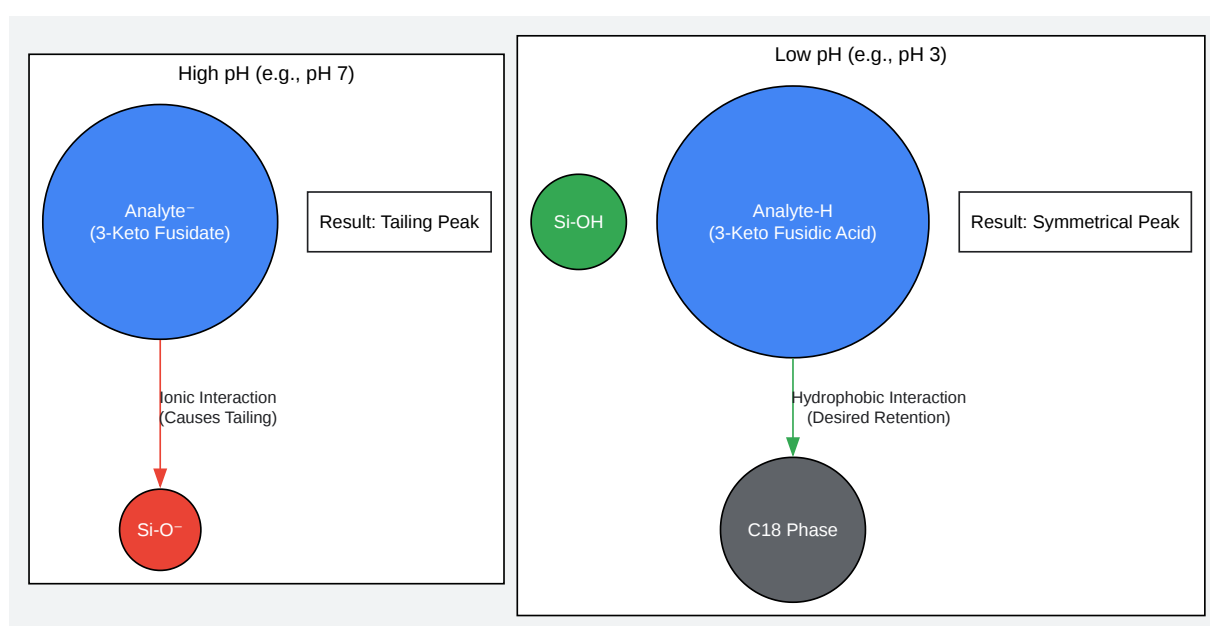 High pH (e.g., pH 7)
Analyte⁻
(3-Keto Fusidate)
Result: Tailing Peak
Ionic Interaction
(Causes Tailing)
Si-O⁻
Low pH (e.g., pH 3)
Si-OH
Analyte-H
(3-Keto Fusidic Acid)
Result: Symmetrical Peak
Hydrophobic Interaction
(Desired Retention)
C18 Phase